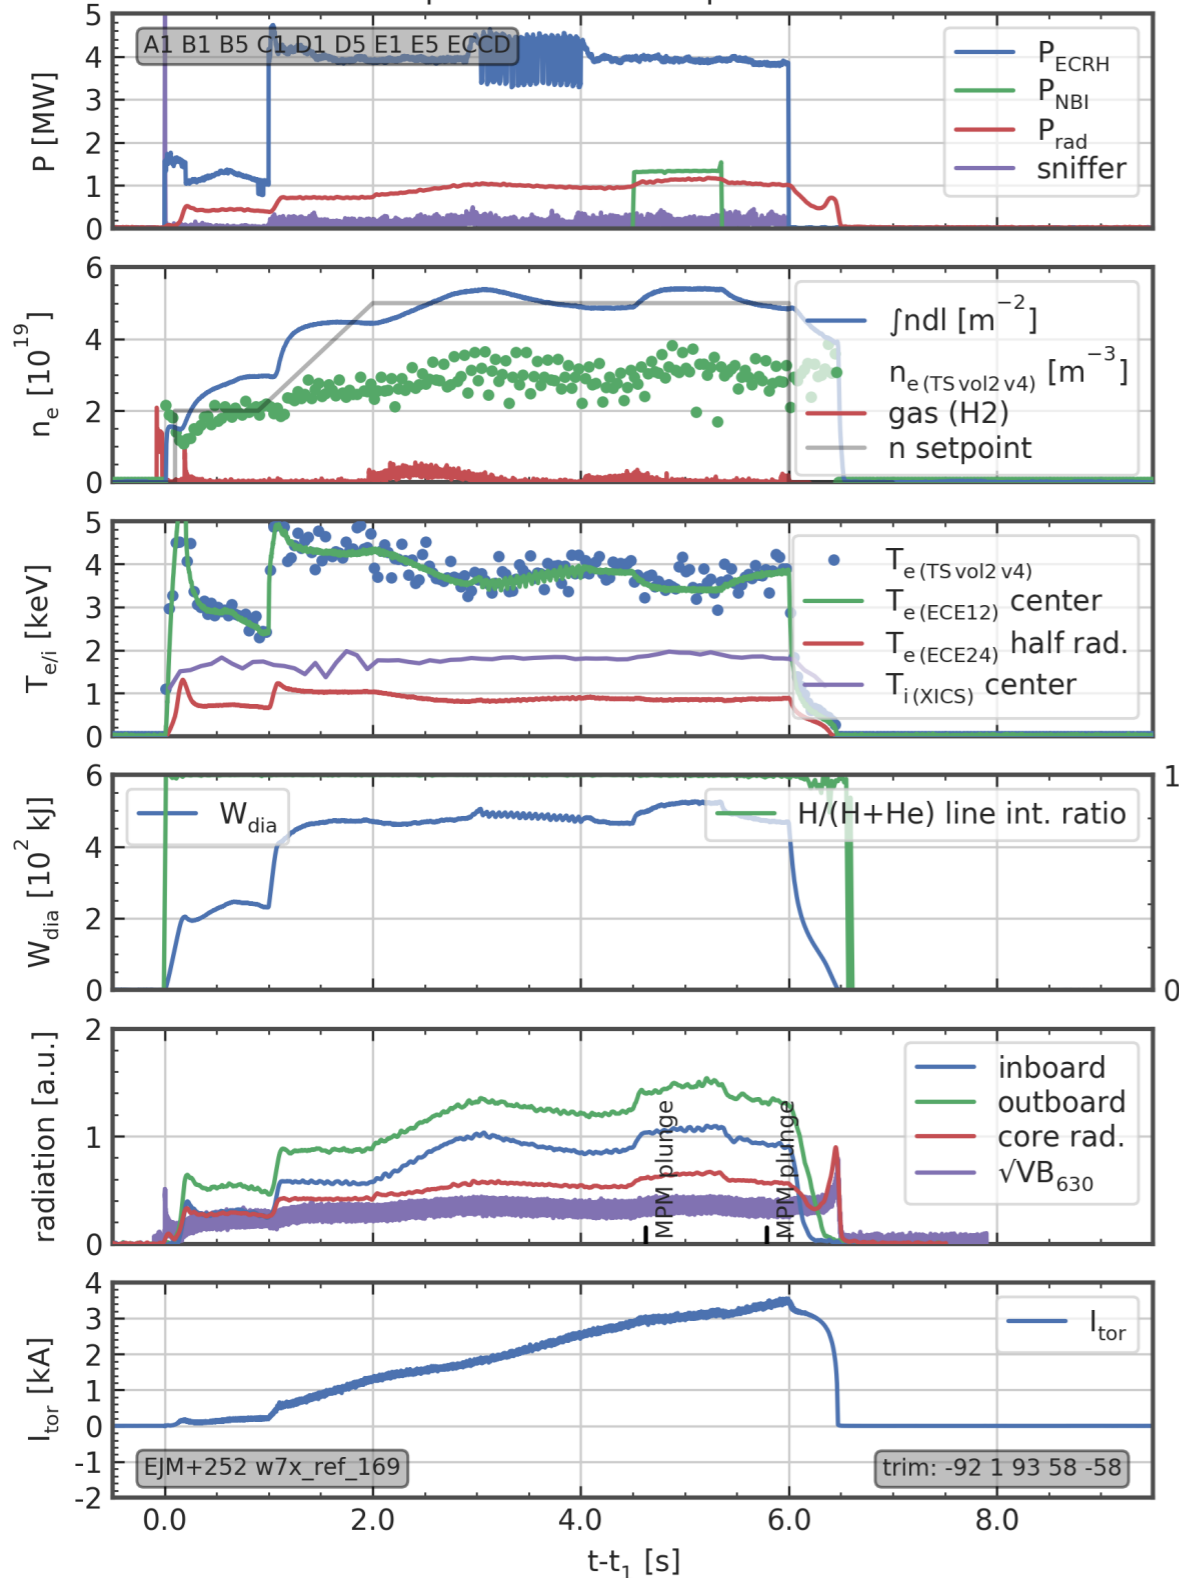 A1 B1 B5 C1 D1 D5 E1 E5 ECCD
P [MW]
5
4
3
2
1
0
P_ECRH
P_NBI
P_rad
sniffer
n_e [10^19]
6
4
2
0
∫ndl [m^−2]
n_e (TS vol2 v4) [m^−3]
gas (H2)
n setpoint
T_e/i [keV]
5
4
3
2
1
0
T_e (TS vol2 v4)
T_e (ECE12) center
T_e (ECE24) half rad.
T_i (XICS) center
W_dia [10^2 kJ]
6
4
2
0
1
0
W_dia
H/(H+He) line int. ratio
radiation [a.u.]
2
1
0
inboard
outboard
core rad.
√VB_630
MPM plunge
MPM plunge
I_tor [kA]
4
3
2
1
0
-1
-2
I_tor
EJM+252 w7x_ref_169
trim: -92 1 93 58 -58
0.0 2.0 4.0 6.0 8.0
t-t_1 [s]